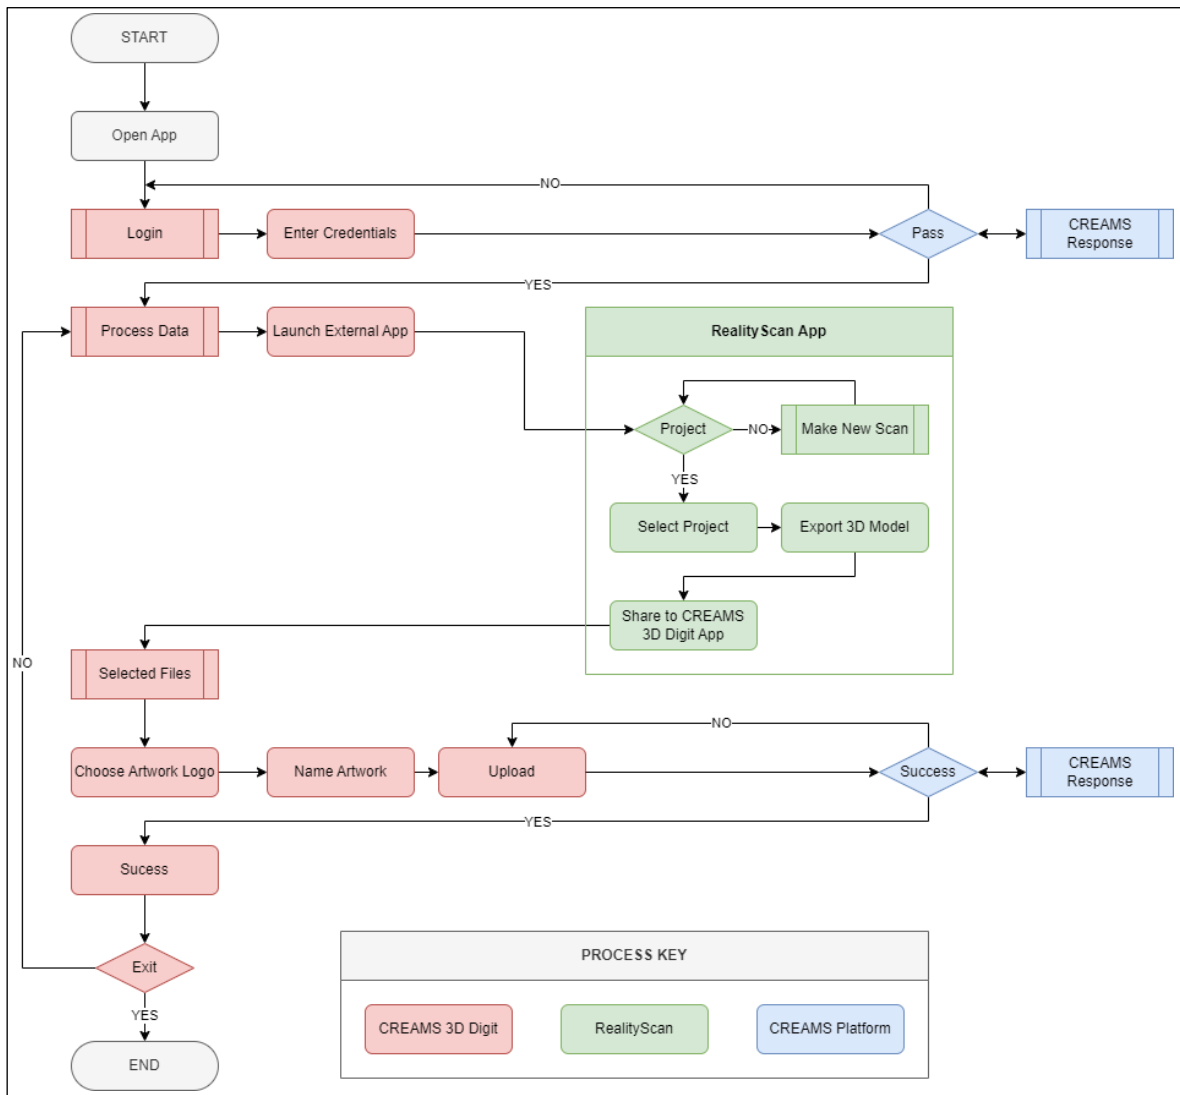 START
Open App
NO
Login
Enter Credentials
Pass
CREAMS
Response
YES
Process Data
Launch External App
RealityScan App
Project
NO
Make New Scan
YES
Select Project
Export 3D Model
Share to CREAMS
3D Digit App
NO
Selected Files
NO
Choose Artwork Logo
Name Artwork
Upload
Success
CREAMS
Response
YES
Sucess
Exit
YES
END
PROCESS KEY
CREAMS 3D Digit
RealityScan
CREAMS Platform